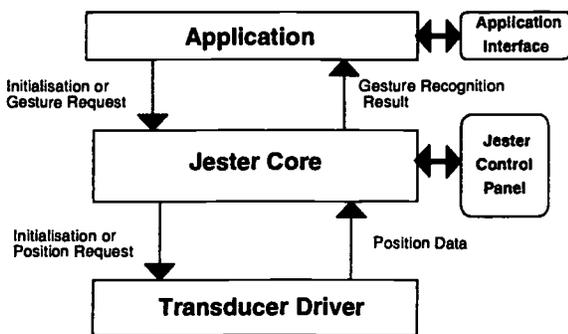 Application
Application
Interface
Initialisation or
Gesture Request
Gesture Recognition
Result
Jester Core
Jester
Control
Panel
Initialisation or
Position Request
Position Data
Transducer Driver